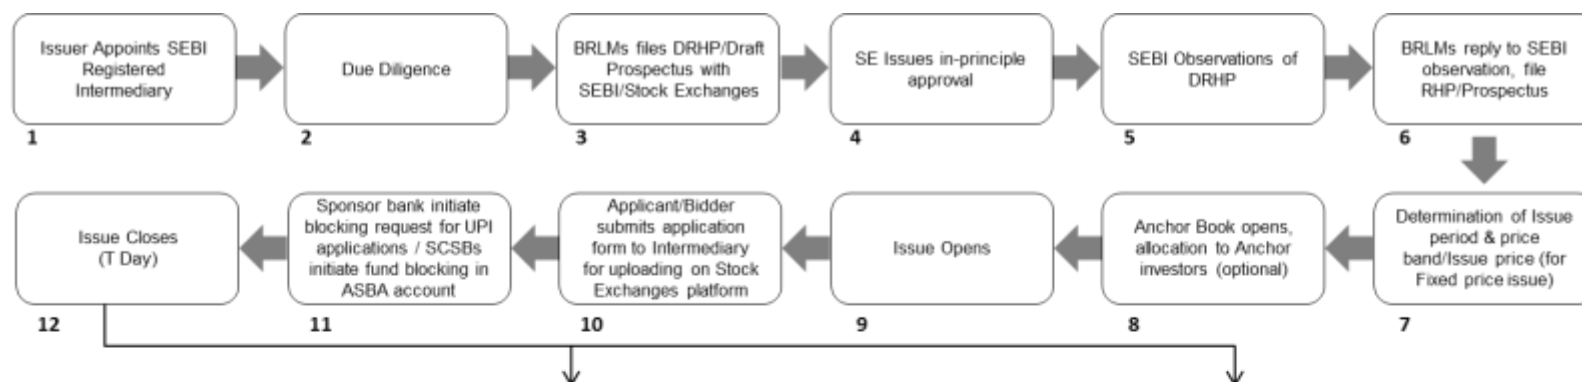 Issuer Appoints SEBI
Registered
Intermediary
1
Due Diligence
2
BRLMs files DRHP/Draft
Prospectus with
SEBI/Stock Exchanges
3
SE Issues in-principle
approval
4
SEBI Observations of
DRHP
5
BRLMs reply to SEBI
observation, file
RHP/Prospectus
6
Determination of Issue
period & price
band/Issue price (for
Fixed price issue)
7
Anchor Book opens,
allocation to Anchor
investors (optional)
8
Issue Opens
9
Applicant/Bidder
submits application
form to Intermediary
for uploading on Stock
Exchanges platform
10
Sponsor bank initiate
blocking request for UPI
applications / SCSBs
initiate fund blocking in
ASBA account
11
Issue Closes
(T Day)
12